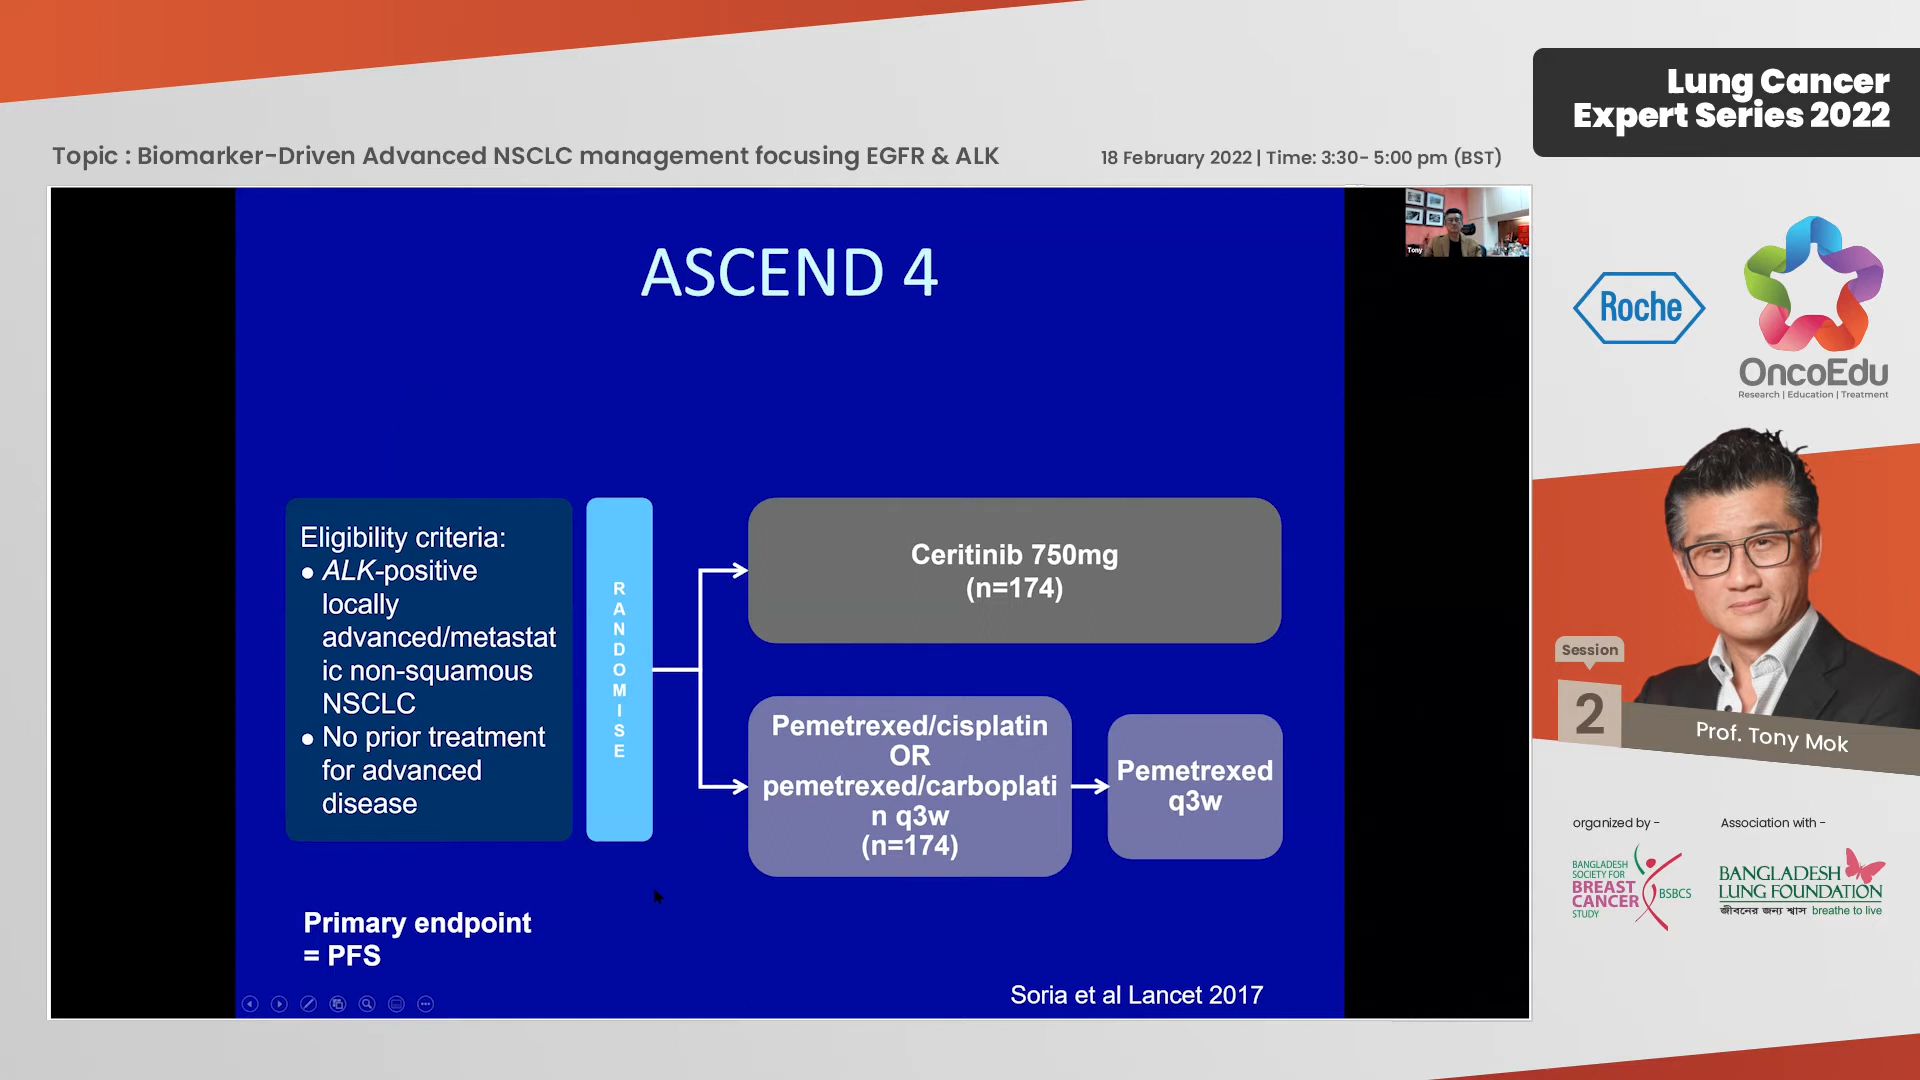 Lung Cancer
Expert Series 2022
Topic : Biomarker-Driven Advanced NSCLC management focusing EGFR & ALK
18 February 2022 | Time: 3:30- 5:00 pm (BST)
Tony
ASCEND 4
Eligibility criteria:
● ALK-positive
locally
advanced/metastat
ic non-squamous
NSCLC
● No prior treatment
for advanced
disease
R
A
N
D
O
M
I
S
E
Ceritinib 750mg
(n=174)
Pemetrexed/cisplatin
OR
pemetrexed/carboplati
n q3w
(n=174)
Pemetrexed
q3w
Primary endpoint
= PFS
Soria et al Lancet 2017
Roche
OncoEdu
Research | Education | Treatment
Session
2
Prof. Tony Mok
organized by -
BANGLADESH
SOCIETY FOR
BREAST
CANCER
STUDY
BSBCS
Association with -
BANGLADESH
LUNG FOUNDATION
জীবনের জন্য শ্বাস breathe to live